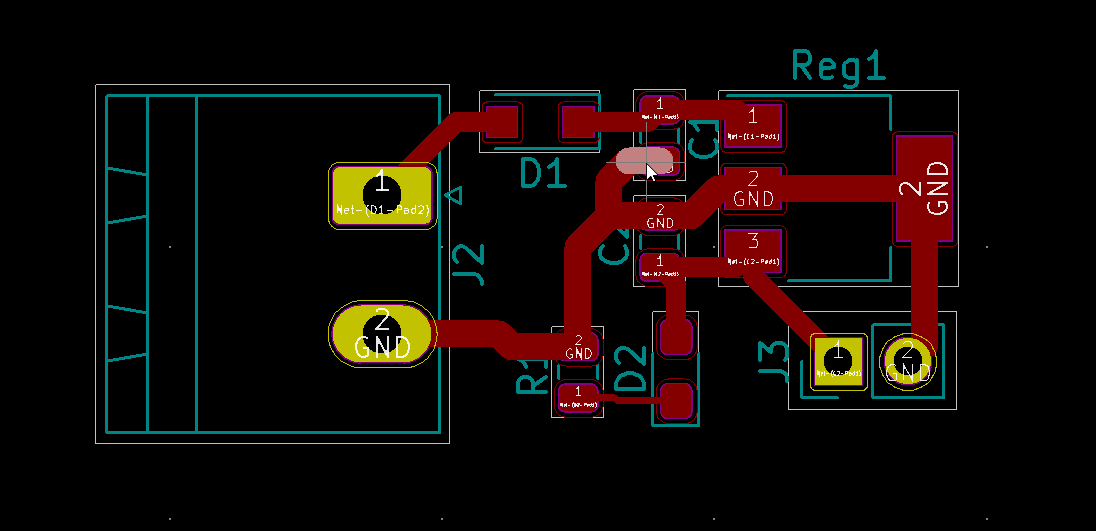 Reg1
1
Net-(C1-Pad1)
1
Net-(C1-Pad1)
C1
D1
1
Net-(D1-Pad2)
2
GND
2
GND
2
GND
C2
3
Net-(C2-Pad1)
1
Net-(C2-Pad1)
J2
2
GND
2
GND
R1
D2
1
Net-(D2-Pad1)
J3
1
Net-(C2-Pad1)
2
GND